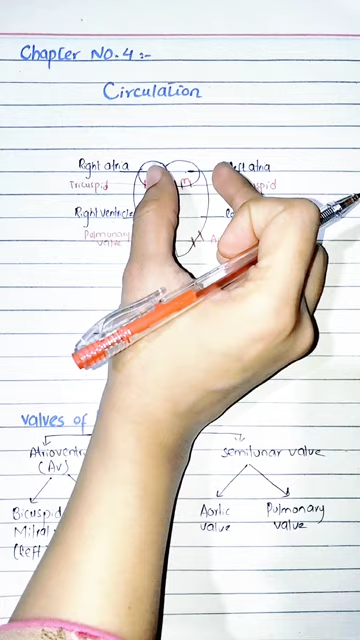 Chapter NO. 4 :-
Circulation
Right atria
left atria
Tricuspid
Right ventricle
Pulmonary
valve
valves of
semilunar valve
(AV)
Bicuspid
Aortic
valve
Pulmonary
valve
Mitral
(left